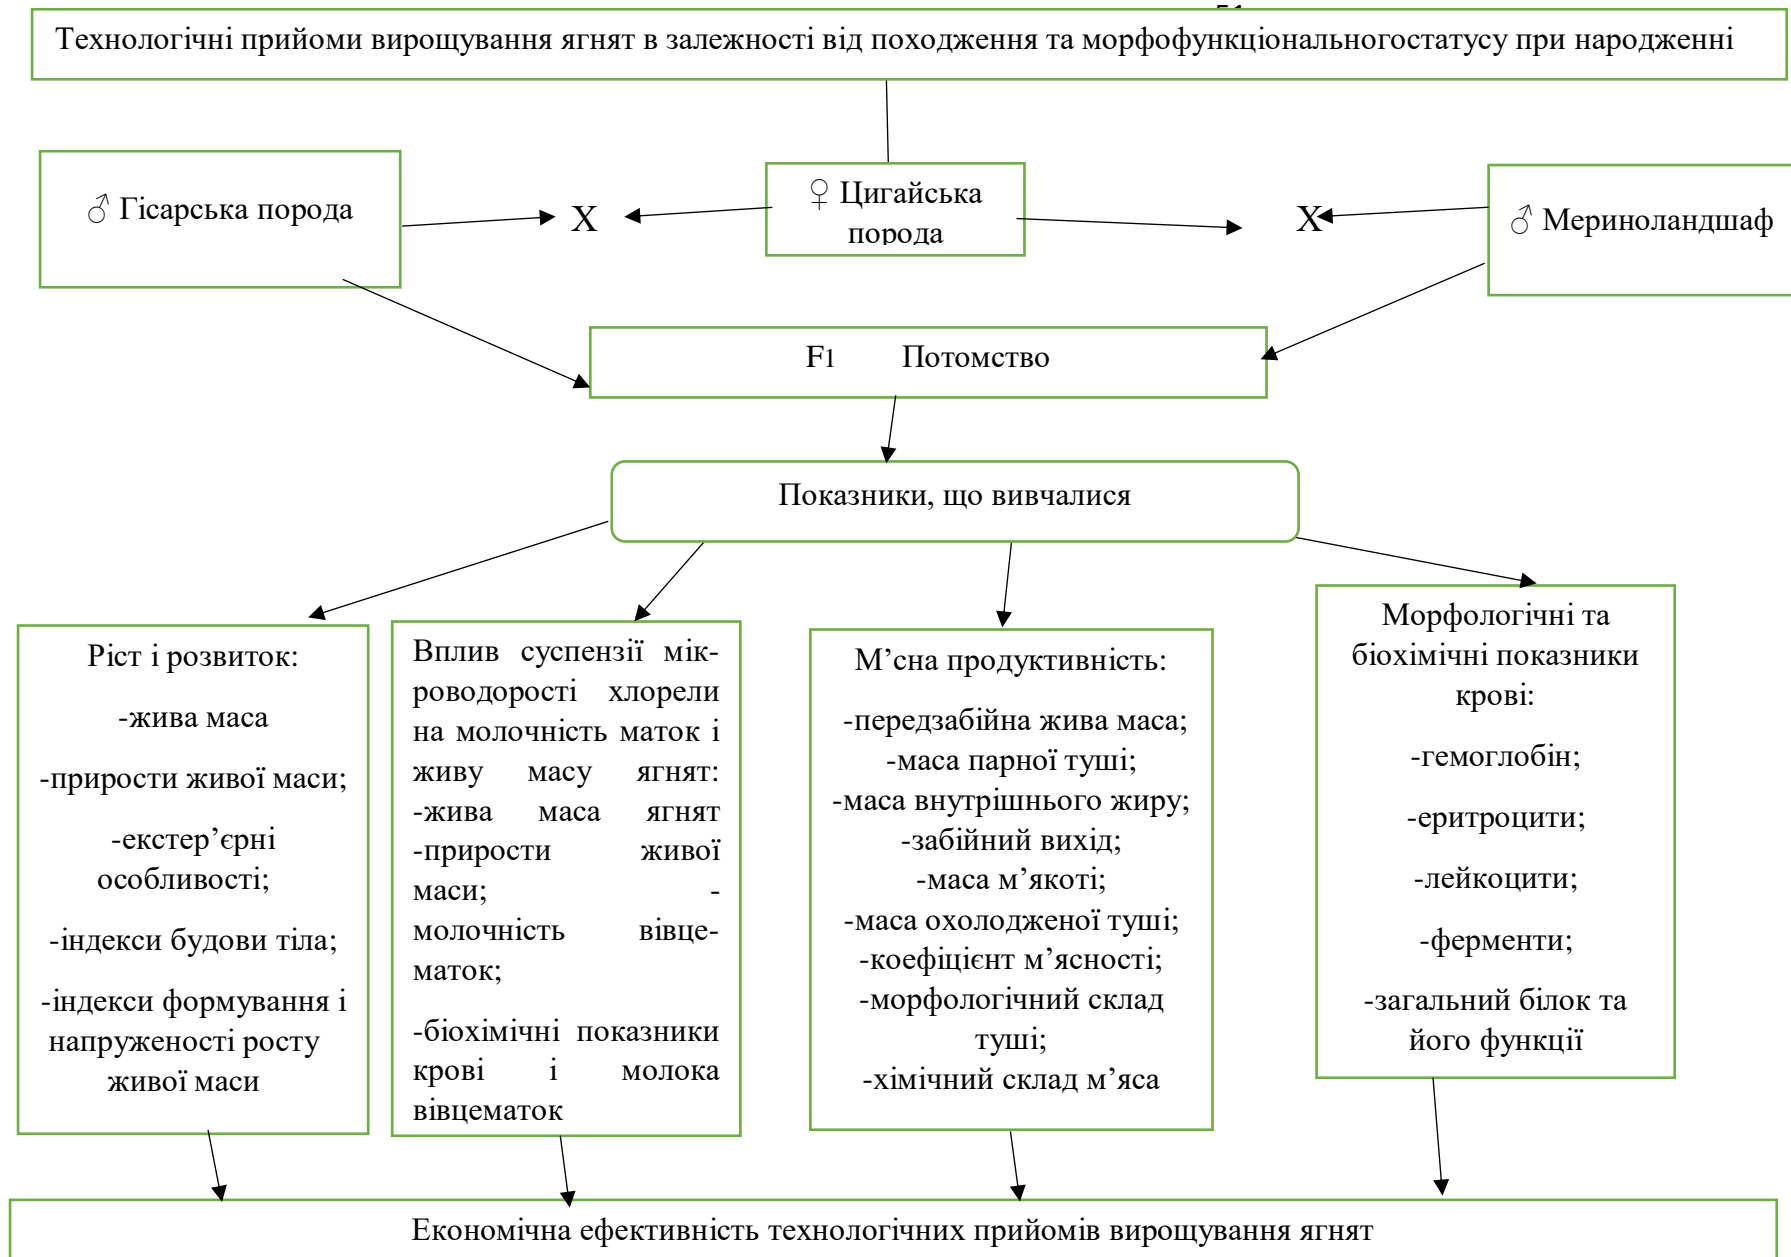 Технологічні прийоми вирощування ягнят в залежності від походження та морфофункціональногостатусу при народженні
♂ Гісарська порода
X
♀ Цигайська
порода
X
♂ Мериноландшаф
F1 Потомство
Показники, що вивчалися
Ріст і розвиток:
-жива маса
-прирости живої маси;
-екстер’єрні
особливості;
-індекси будови тіла;
-індекси формування і
напруженості росту
живої маси
Вплив суспензії мік-
роводорості хлорели
на молочність маток і
живу масу ягнят:
-жива маса ягнят
-прирости живої
маси; -
молочність вівце-
маток;
-біохімічні показники
крові і молока
вівцематок
М’сна продуктивність:
-передзабійна жива маса;
-маса парної туші;
-маса внутрішнього жиру;
-забійний вихід;
-маса м’якоті;
-маса охолодженої туші;
-коефіцієнт м’ясності;
-морфологічний склад
туші;
-хімічний склад м’яса
Морфологічні та
біохімічні показники
крові:
-гемоглобін;
-еритроцити;
-лейкоцити;
-ферменти;
-загальний білок та
його функції
Економічна ефективність технологічних прийомів вирощування ягнят